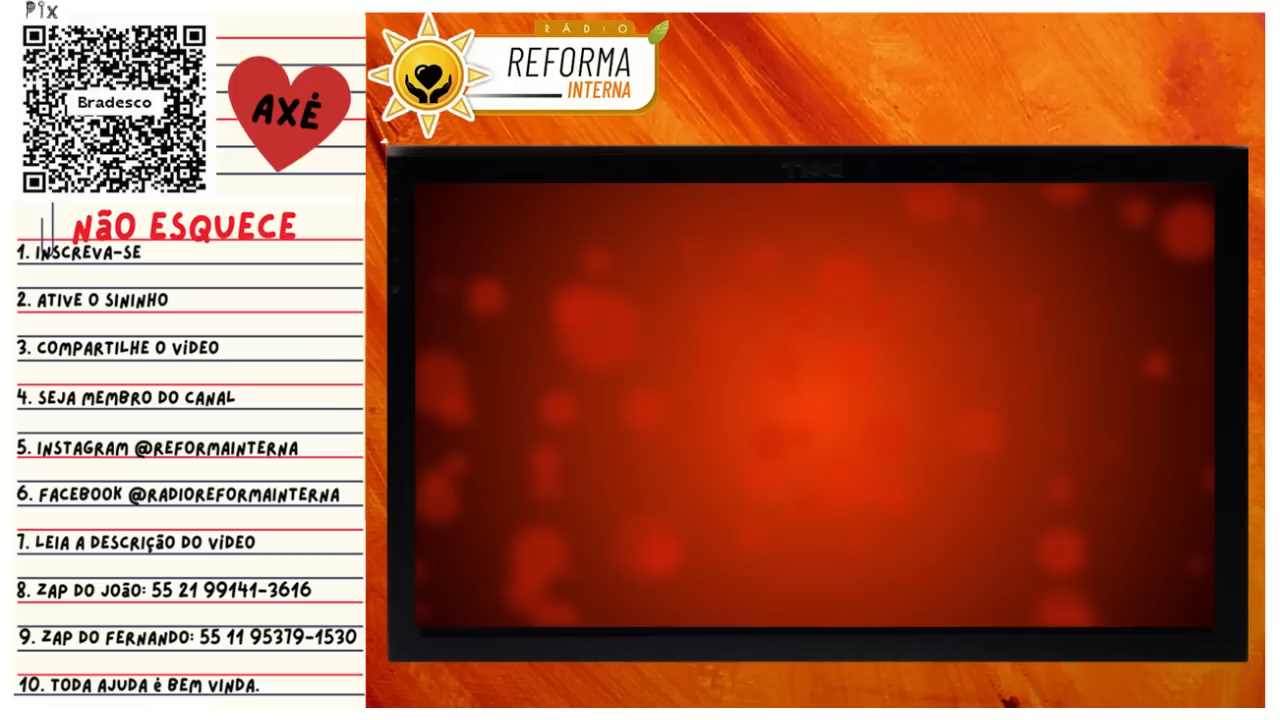 Pix
Bradesco
AXÉ
NãO ESQUECE
1. INSCREVA-SE
2. ATIVE O SININHO
3. COMPARTILHE O VíDEO
4. SEJA MEMBRO DO CANAL
5. INSTAGRAM @REFORMAINTERNA
6. FACEBOOK @RADIOREFORMAINTERNA
7. LEIA A DESCRIÇãO DO VíDEO
8. ZAP DO JOãO: 55 21 99141-3616
9. ZAP DO FERNANDO: 55 11 95379-1530
10. TODA AJUDA é BEM VINDA.
RÁDIO
REFORMA
INTERNA